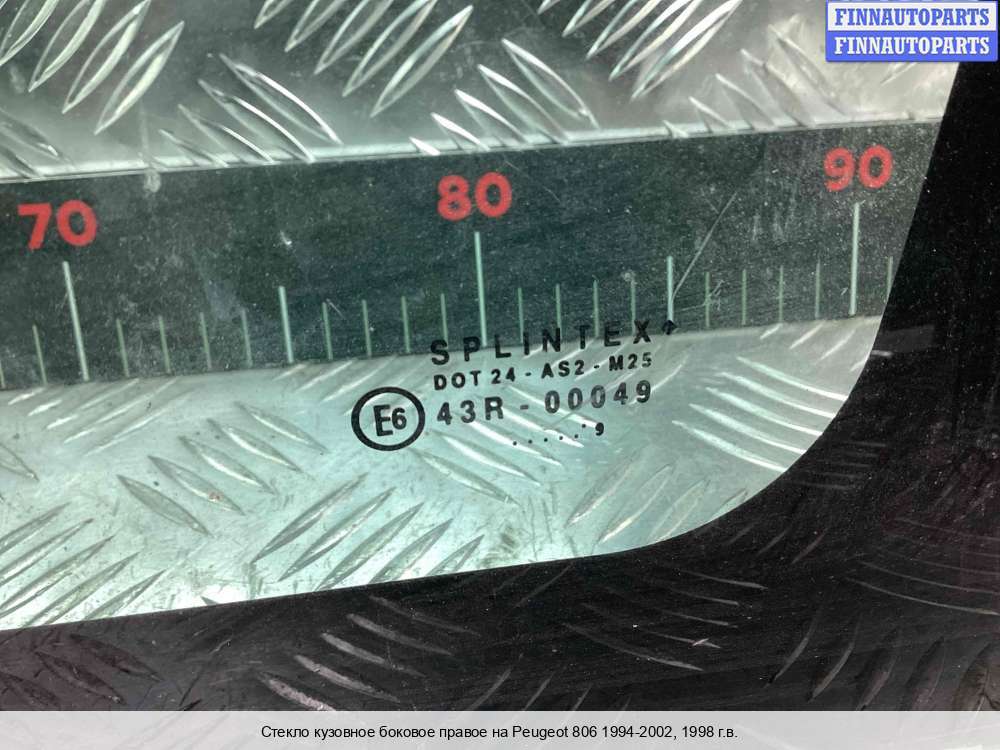 FINNAUTOPARTS
FINNAUTOPARTS
70 80 90
SPLINTEX
DOT 24 - AS2 - M25
E6 43R - 00049
.....'9
Стекло кузовное боковое правое на Peugeot 806 1994-2002, 1998 г.в.